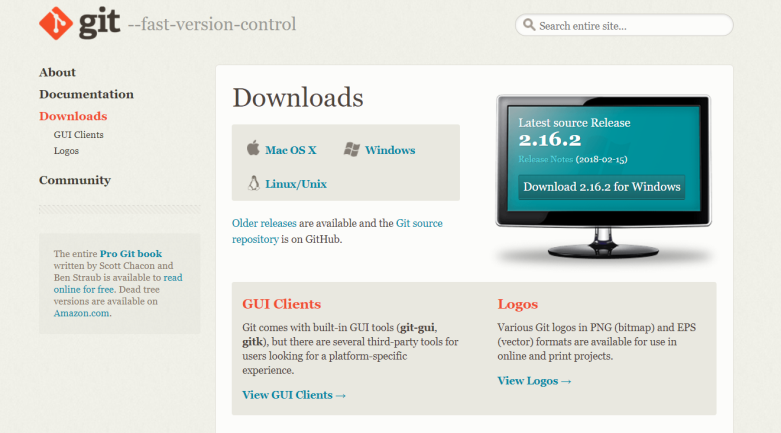 git --fast-version-control
Search entire site...
About
Documentation
Downloads
GUI Clients
Logos
Community
The entire Pro Git book
written by Scott Chacon and
Ben Straub is available to read
online for free. Dead tree
versions are available on
Amazon.com.
Downloads
Mac OS X
Windows
Linux/Unix
Older releases are available and the Git source
repository is on GitHub.
Latest source Release
2.16.2
Release Notes (2018-02-15)
Download 2.16.2 for Windows
GUI Clients
Git comes with built-in GUI tools (git-gui,
gitk), but there are several third-party tools for
users looking for a platform-specific
experience.
View GUI Clients →
Logos
Various Git logos in PNG (bitmap) and EPS
(vector) formats are available for use in
online and print projects.
View Logos →